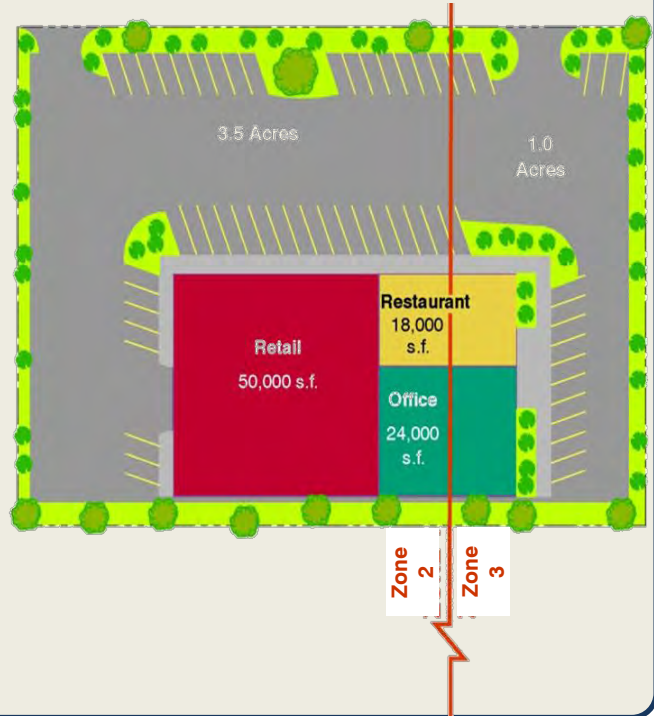 3.5 Acres
1.0
Acres
Restaurant
18,000
s.f.
Retail
50,000 s.f.
Office
24,000
s.f.
Zone
2
Zone
3